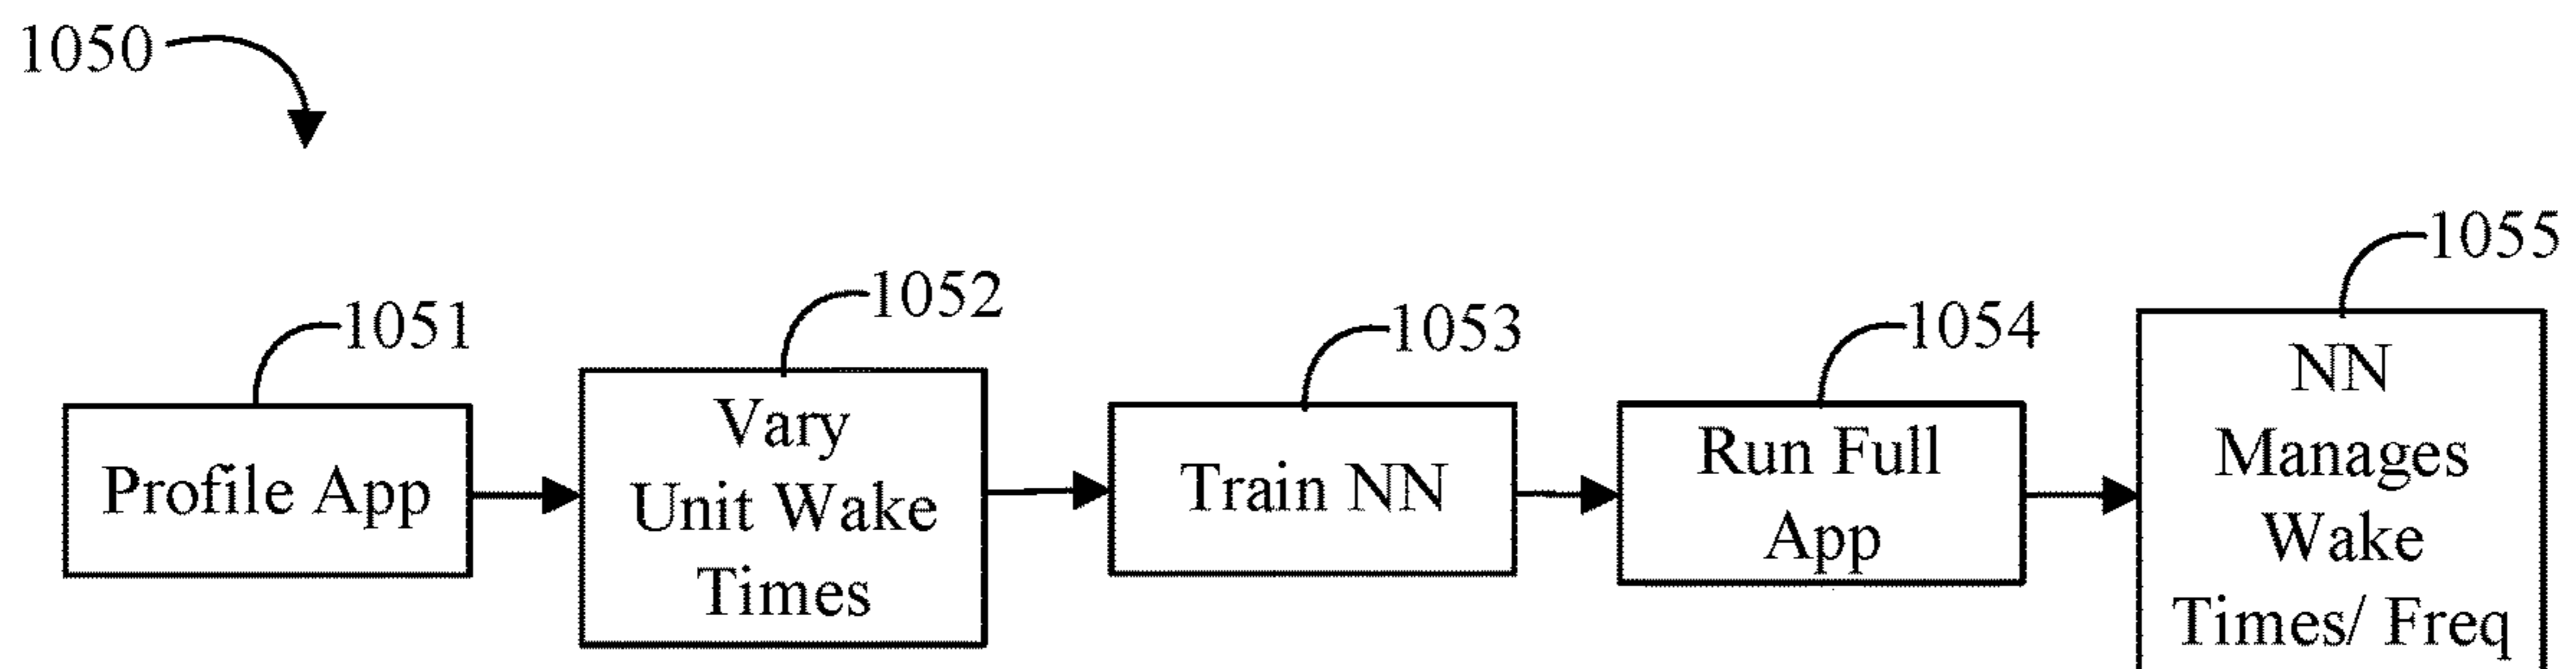 1050
1051
Profile App
1052
Vary
Unit Wake
Times
1053
Train NN
1054
Run Full
App
1055
NN
Manages
Wake
Times/ Freq